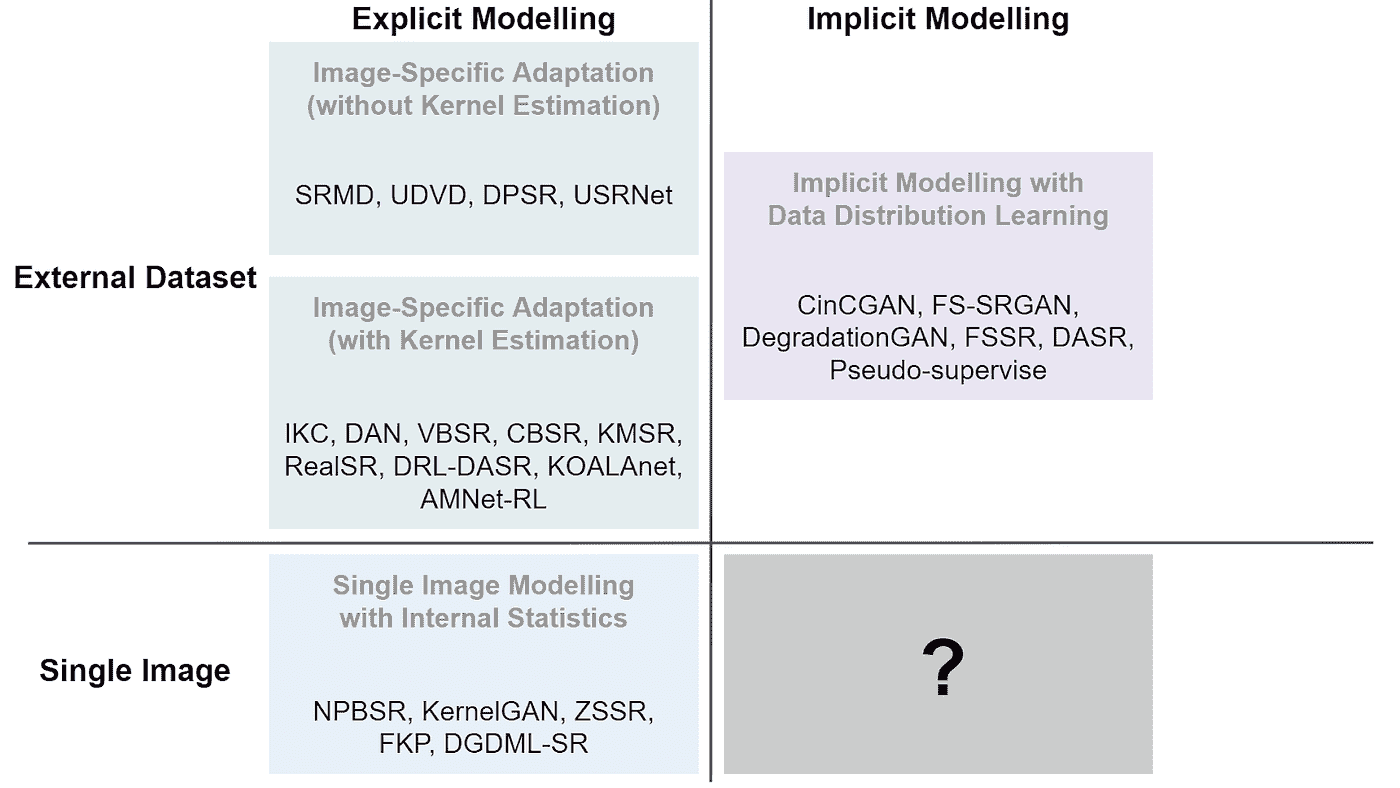 Explicit Modelling
Implicit Modelling
Image-Specific Adaptation
(without Kernel Estimation)
SRMD, UDVD, DPSR, USRNet
External Dataset
Image-Specific Adaptation
(with Kernel Estimation)
IKC, DAN, VBSR, CBSR, KMSR,
RealSR, DRL-DASR, KOALAnet,
AMNet-RL
Implicit Modelling with
Data Distribution Learning
CinCGAN, FS-SRGAN,
DegradationGAN, FSSR, DASR,
Pseudo-supervise
Single Image
Single Image Modelling
with Internal Statistics
NPBSR, KernelGAN, ZSSR,
FKP, DGDML-SR
?